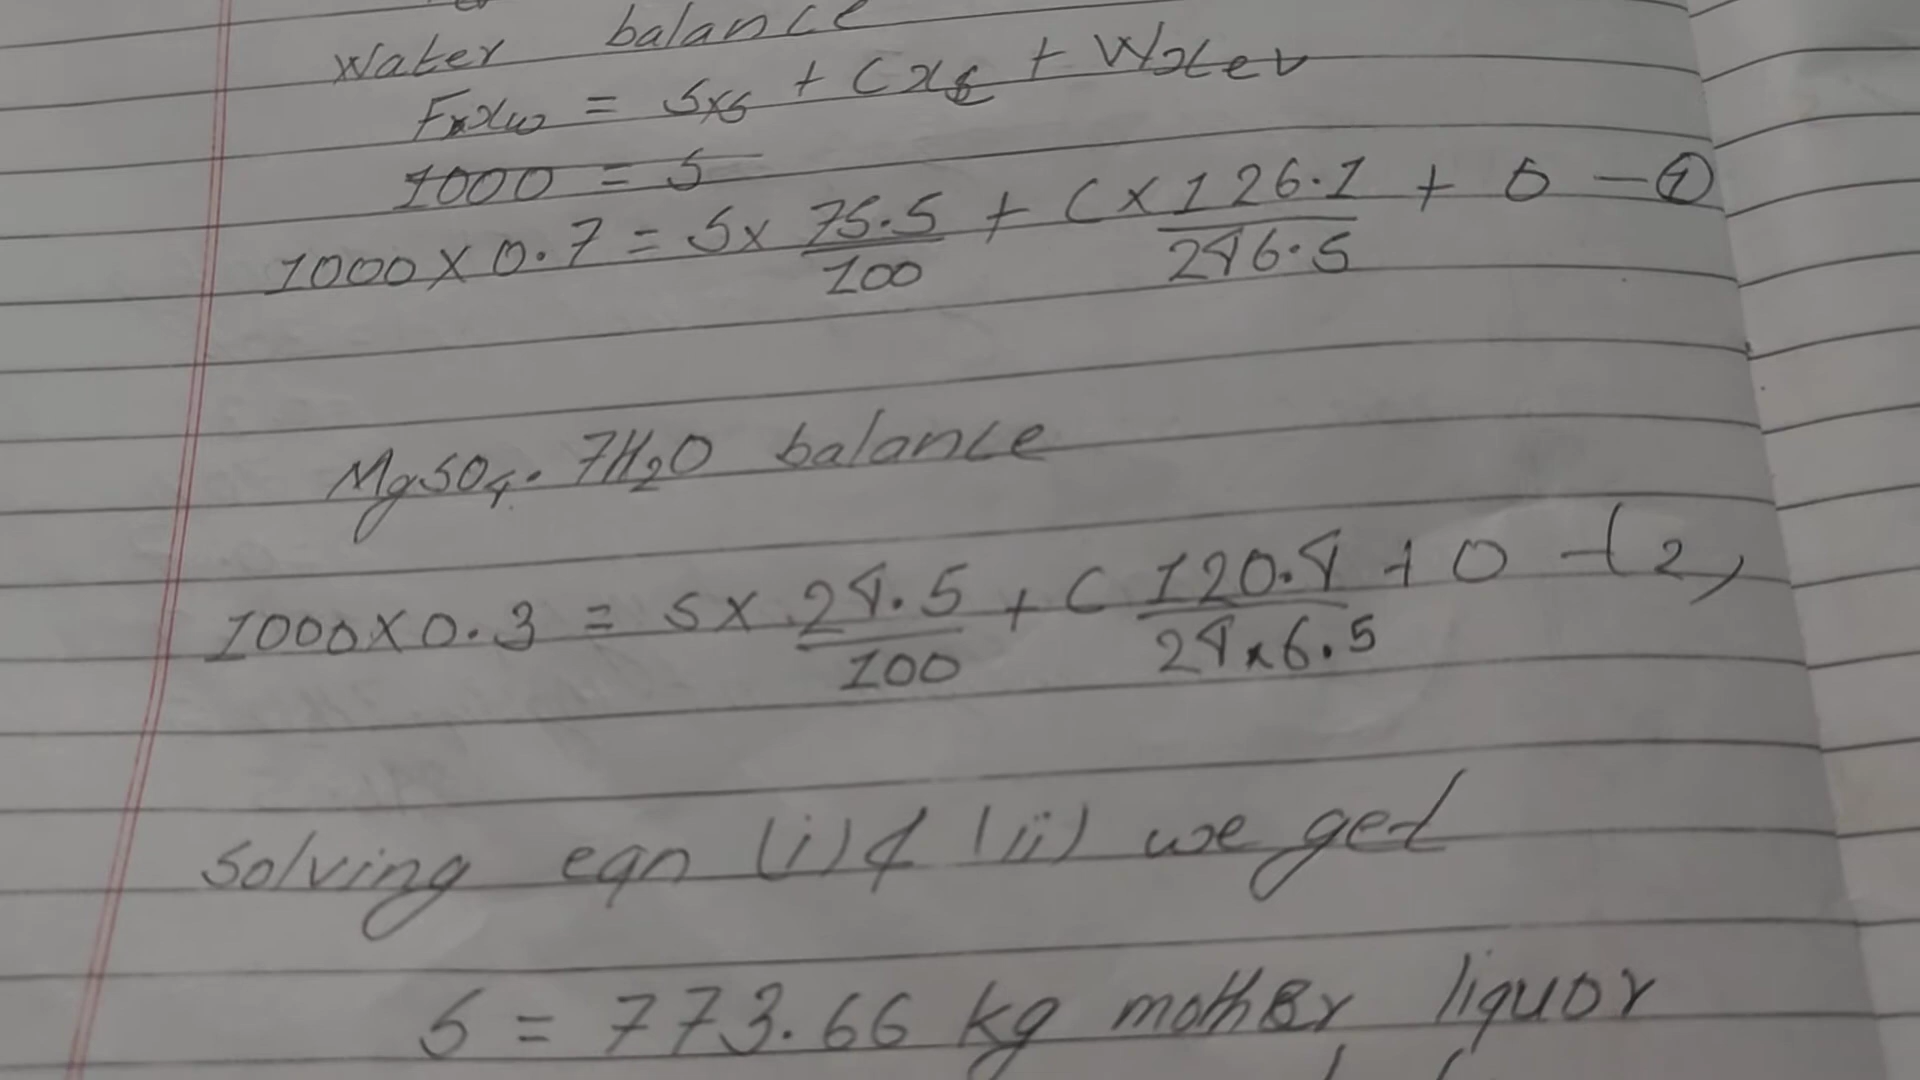 Water balance
Fxw = Sxs + Cxc + Water
1000 = S
1000 x 0.7 = S x 75.5/100 + C x 126.1/246.5 + 0 - ①
MgSO4. 7H2O balance
1000 x 0.3 = S x 24.5/100 + C 120.4/24x6.5 + 0 - (2)
Solving eqn (i) & (ii) we get
S = 773.66 kg mother liquor